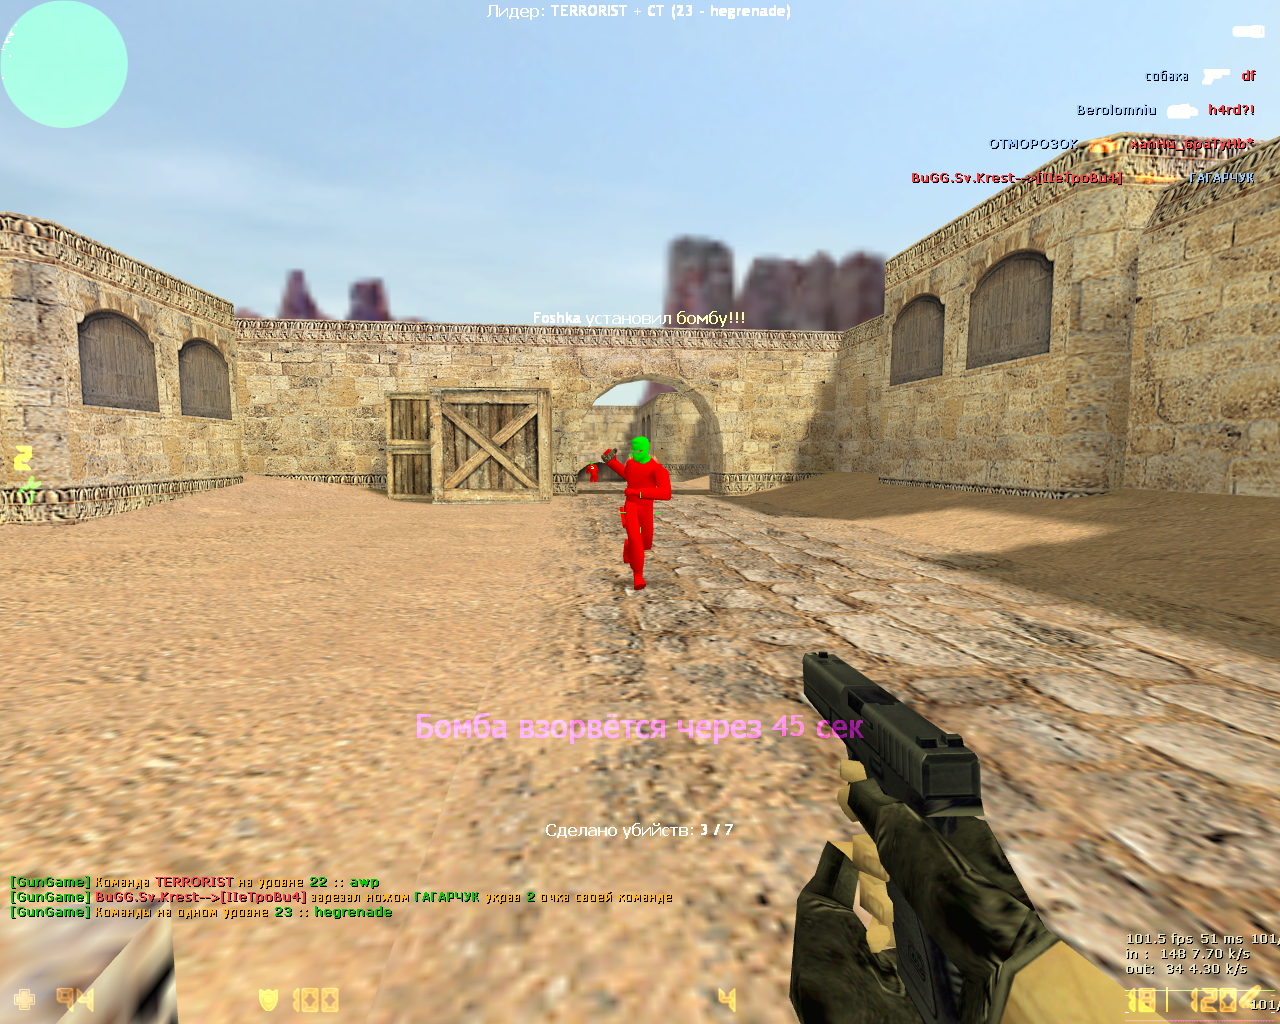 Лидер: TERRORIST + CT (23 - hegrenade)
собака df
Berolomniu h4rd?!
ОТМОРОЗОК
BuGG.Sv.Krest-->[IIeTpoBu4] ГАГАРЧУК
Foshka установил бомбу!!!
2
Бомба взорвётся через 45 сек
Сделано убийств: 3 / 7
[GunGame] Команда TERRORIST на уровне 22 :: awp
[GunGame] BuGG.Sv.Krest-->[IIeTpoBu4] зарезал ножом ГАГАРЧУК украв 2 очка своей команде
[GunGame] Команды на одном уровне 23 :: hegrenade
101.5 fps 51 ms 101/
in : 148 7.70 k/s
out: 34 4.30 k/s
94 100 4 18 | 120
101/